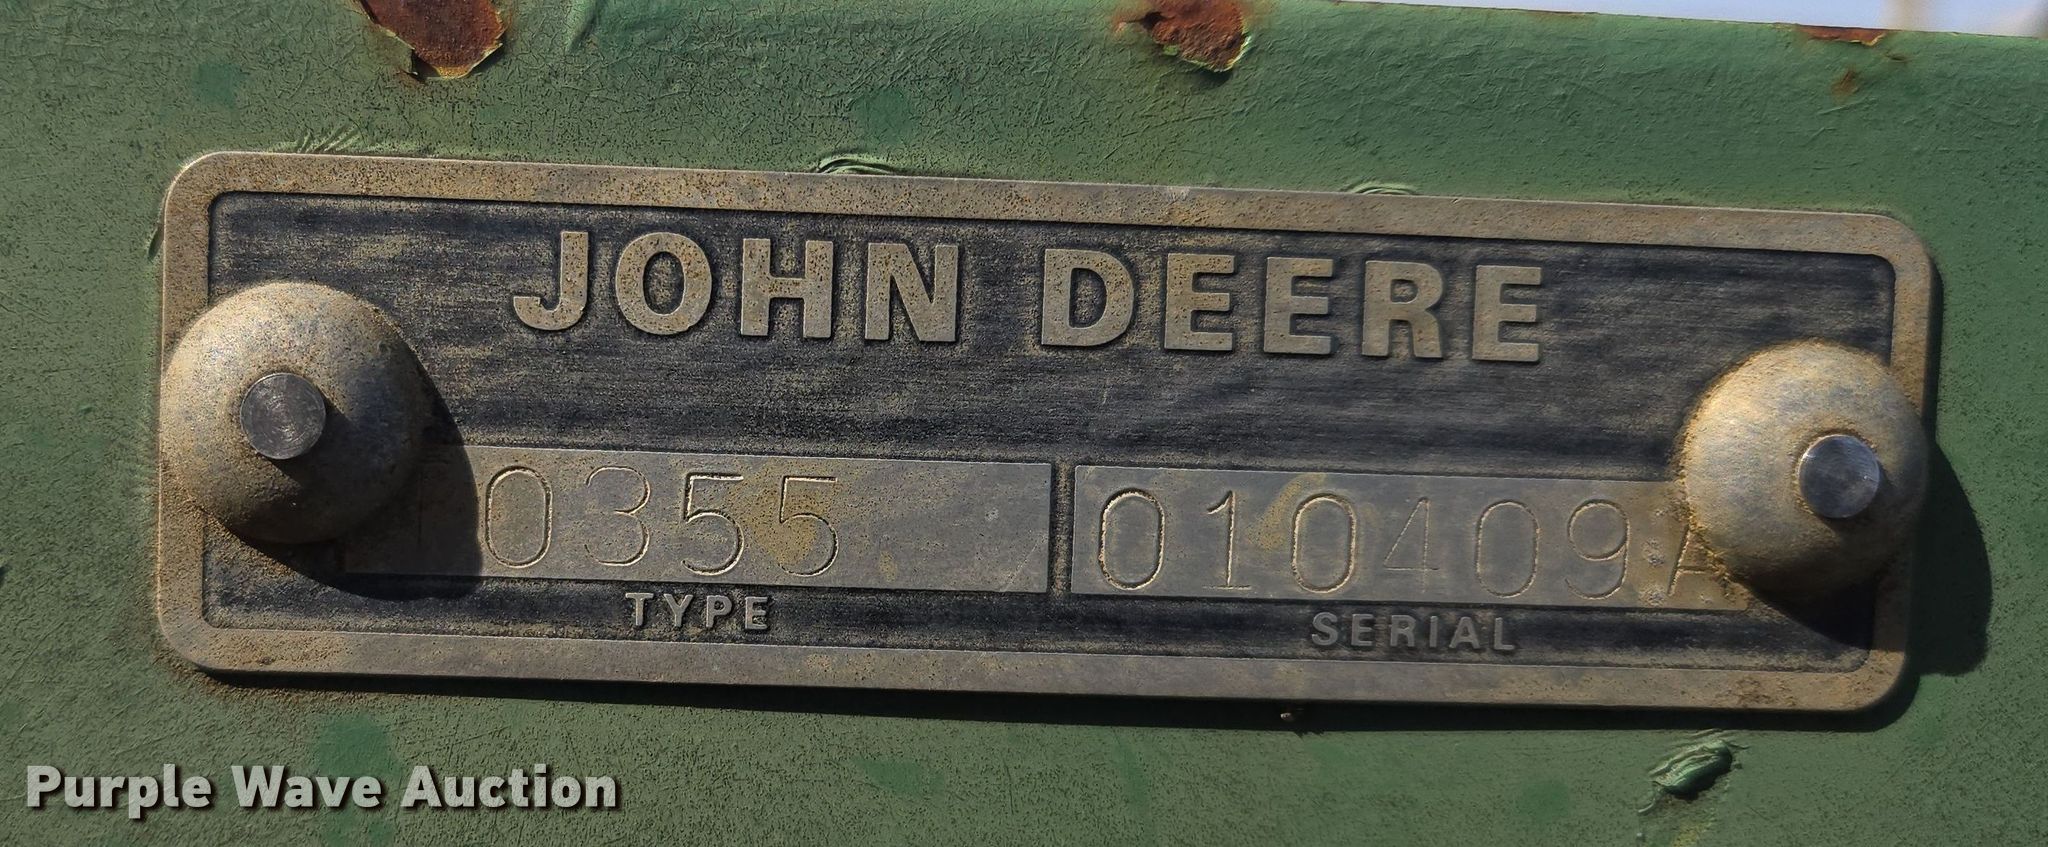 JOHN DEERE
0355 010409A
TYPE SERIAL
Purple Wave Auction